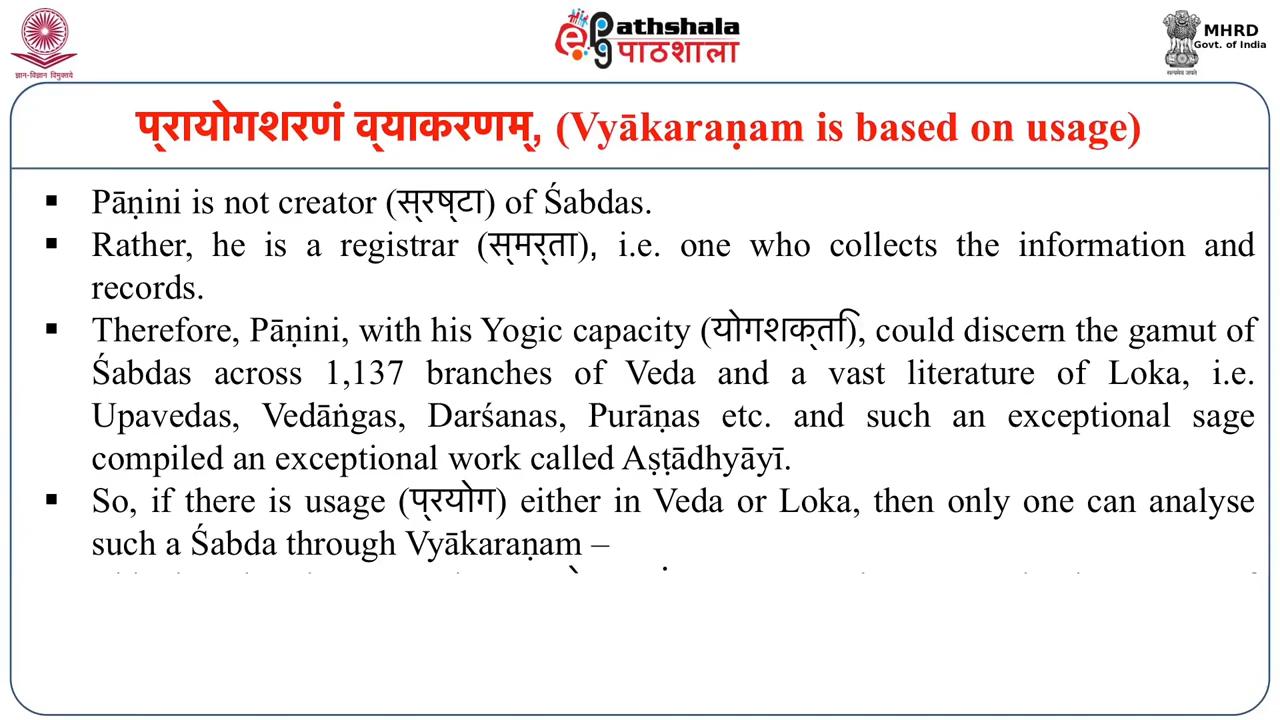 ePathshala
पाठशाला
MHRD
Govt. of India
ज्ञान-विज्ञान विमुक्तये
सत्यमेव जयते
प्रायोगशरणं व्याकरणम्, (Vyākaraṇam is based on usage)
▪ Pāṇini is not creator (स्रष्टा) of Śabdas.
▪ Rather, he is a registrar (स्मर्ता), i.e. one who collects the information and
records.
▪ Therefore, Pāṇini, with his Yogic capacity (योगशक्ति), could discern the gamut of
Śabdas across 1,137 branches of Veda and a vast literature of Loka, i.e.
Upavedas, Vedāṅgas, Darśanas, Purāṇas etc. and such an exceptional sage
compiled an exceptional work called Aṣṭādhyāyī.
▪ So, if there is usage (प्रयोग) either in Veda or Loka, then only one can analyse
such a Śabda through Vyākaraṇam –